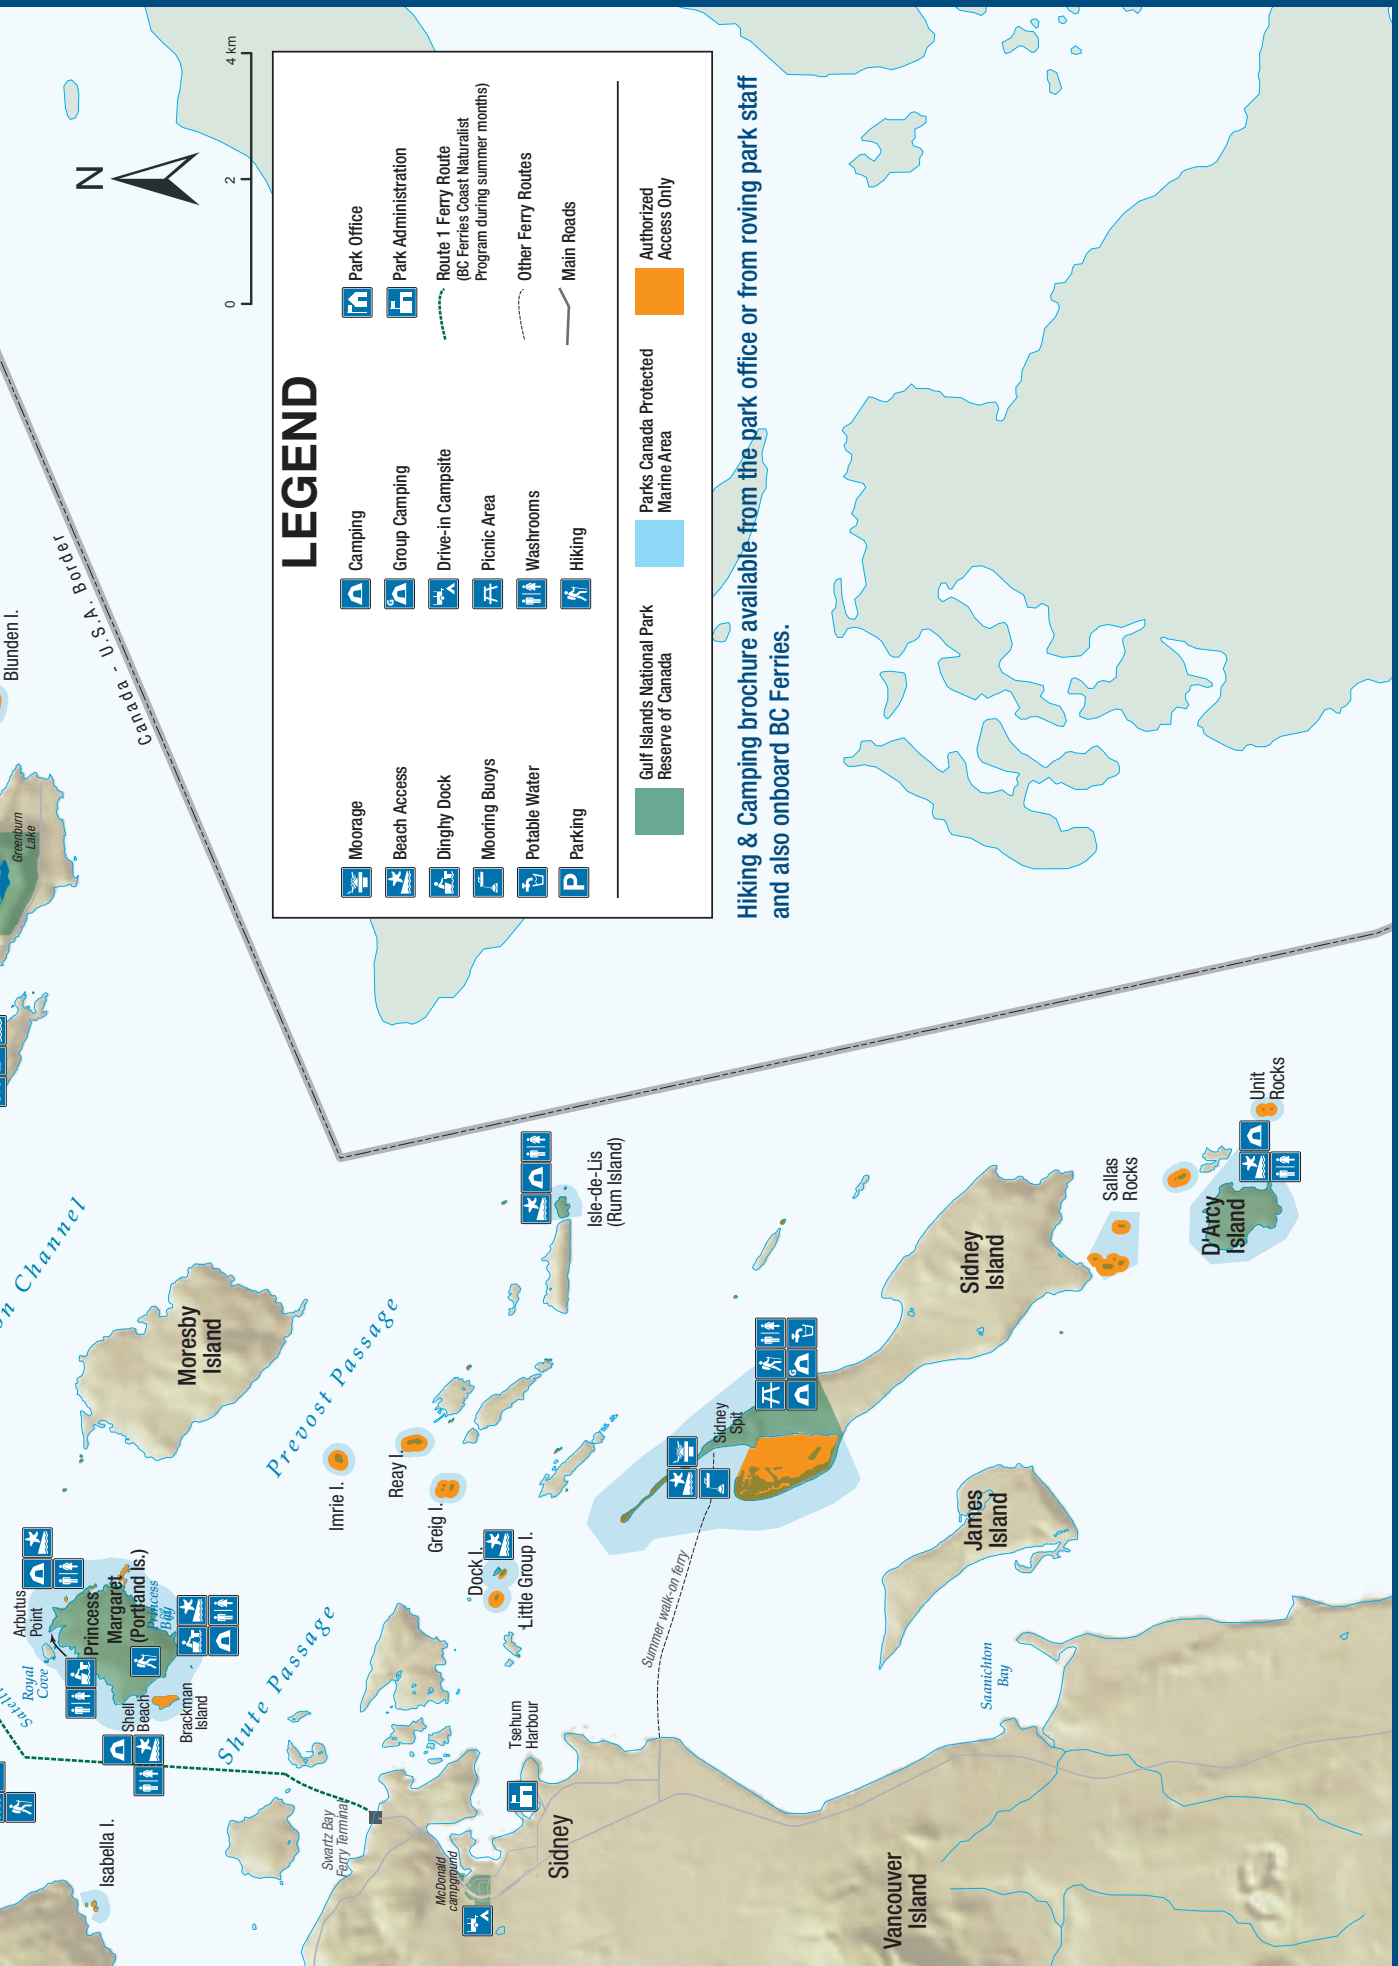 N
0
2
4 km
LEGEND
Moorage
Beach Access
Dinghy Dock
Mooring Buoys
Potable Water
P
Parking
Camping
G
Group Camping
Drive-in Campsite
Picnic Area
Washrooms
Hiking
Park Office
Park Administration
Route 1 Ferry Route
(BC Ferries Coast Naturalist
Program during summer months)
Other Ferry Routes
Main Roads
Gulf Islands National Park
Reserve of Canada
Parks Canada Protected
Marine Area
Authorized
Access Only
Hiking & Camping brochure available from the park office or from roving park staff
and also onboard BC Ferries.
Blunden I.
Canada - U.S.A. Border
Greenburn
Lake
n Channel
Moresby
Island
Prevost Passage
Imrie I.
Reay I.
Greig I.
Dock I.
Little Group I.
Isle-de-Lis
(Rum Island)
Arbutus
Point
Princess
Margaret
(Portland Is.)
Princess
Bay
Royal
Cove
Satelli
Shell
Beach
Brackman
Island
Shute Passage
Isabella I.
Swartz Bay
Ferry Terminal
McDonald
campground
Tsehum
Harbour
Sidney
Summer walk-on ferry
Sidney
Spit
G
Sidney
Island
James
Island
Sallas
Rocks
D'Arcy
Island
Unit
Rocks
Saanichton
Bay
Vancouver
Island